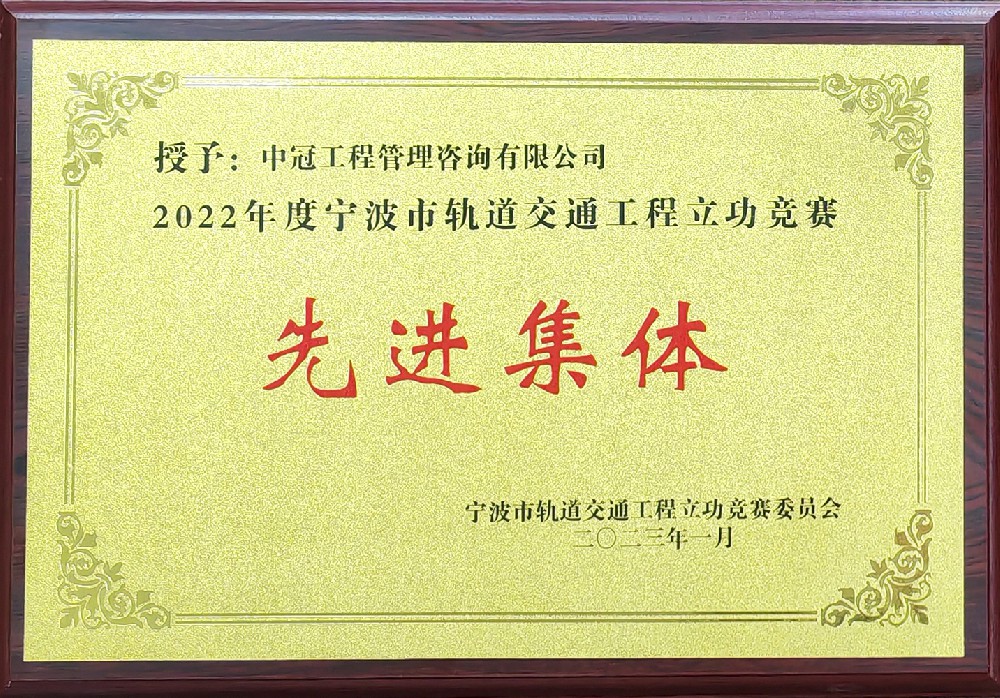 授予：中冠工程管理咨询有限公司
2022年度宁波市轨道交通工程立功竞赛
先进集体
宁波市轨道交通工程立功竞赛委员会
二〇二三年一月